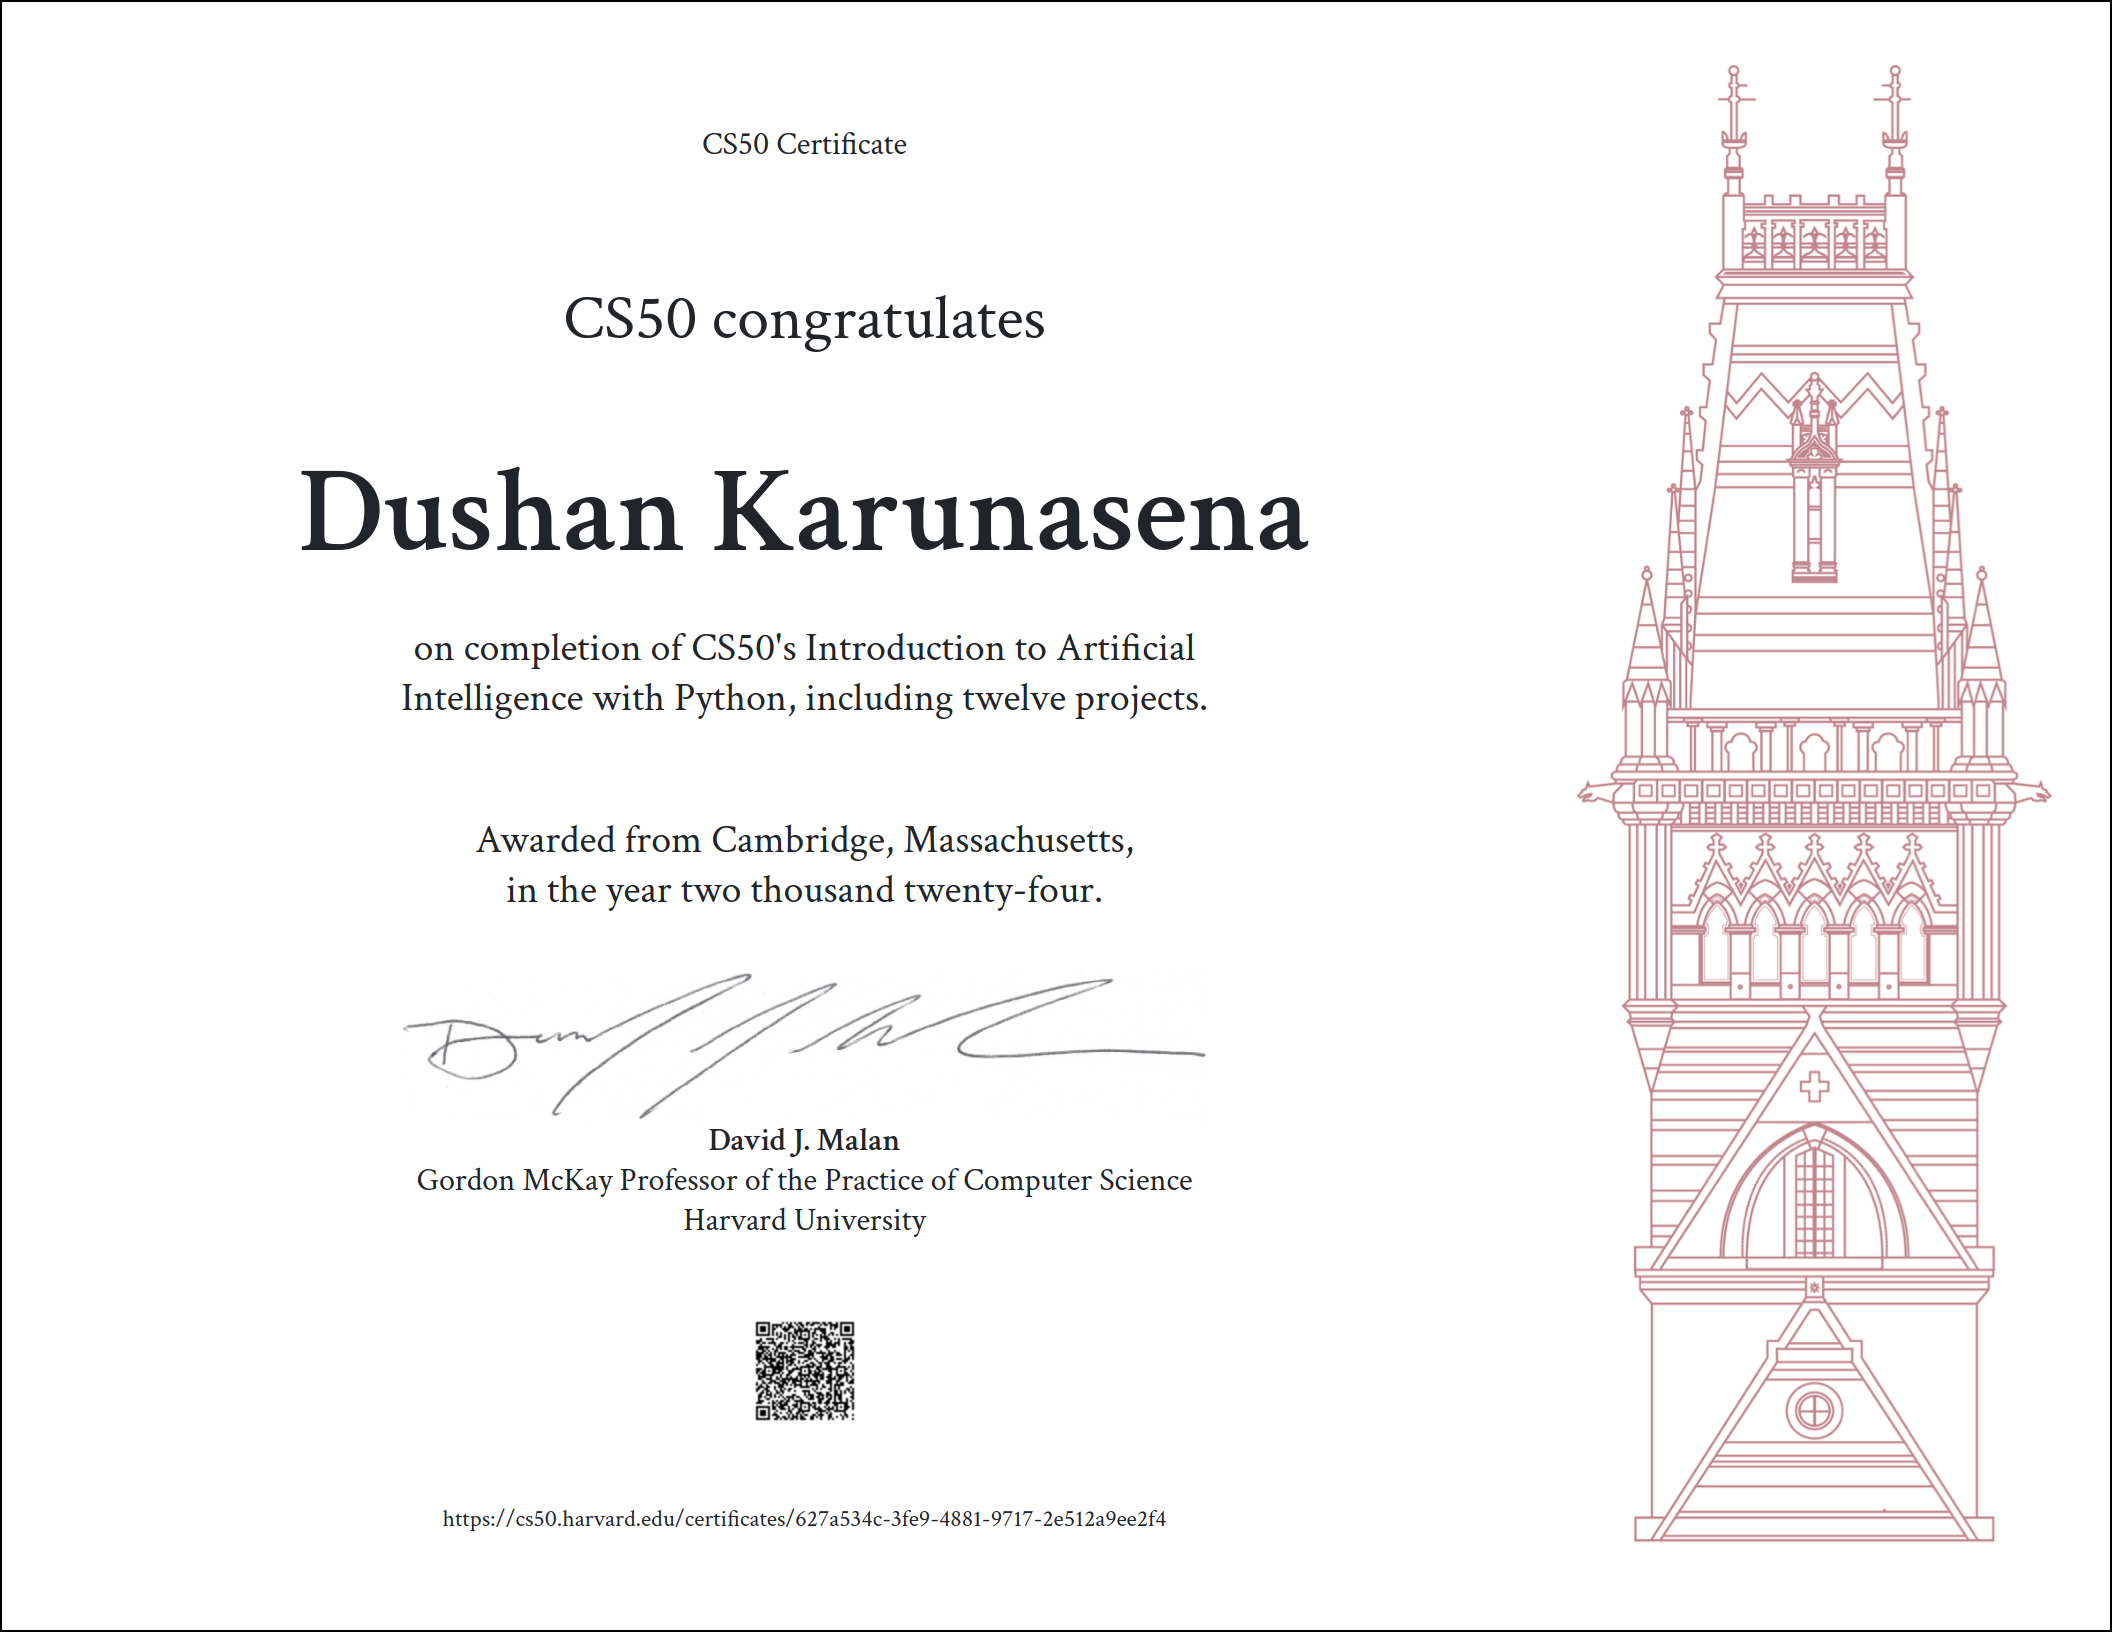 CS50 Certificate
CS50 congratulates
Dushan Karunasena
on completion of CS50's Introduction to Artificial
Intelligence with Python, including twelve projects.
Awarded from Cambridge, Massachusetts,
in the year two thousand twenty-four.
David J. Malan
Gordon McKay Professor of the Practice of Computer Science
Harvard University
https://cs50.harvard.edu/certificates/627a534c-3fe9-4881-9717-2e512a9ee2f4